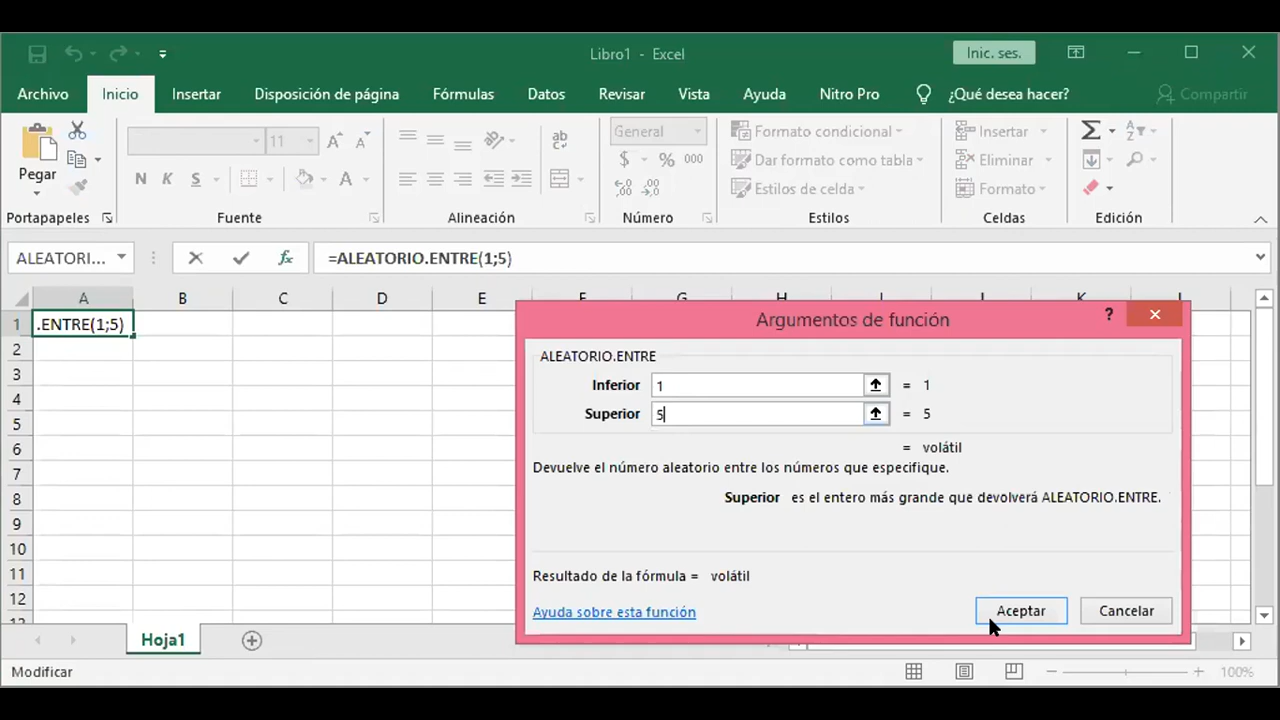 Libro1 - Excel
Inic. ses.
Archivo Inicio Insertar Disposición de página Fórmulas Datos Revisar Vista Ayuda Nitro Pro ¿Qué desea hacer? Compartir
Pegar
11
N K S
A
ab
General
$ % 000
Formato condicional
Dar formato como tabla
Estilos de celda
Insertar
Eliminar
Formato
Portapapeles Fuente Alineación Número Estilos Celdas Edición
ALEATORI... fx =ALEATORIO.ENTRE(1;5)
A B C D E F G H I J K L
1 .ENTRE(1;5)
2
3
4
5
6
7
8
9
10
11
12
13
Argumentos de función ?
ALEATORIO.ENTRE
Inferior 1 = 1
Superior 5 = 5
= volátil
Devuelve el número aleatorio entre los números que especifique.
Superior es el entero más grande que devolverá ALEATORIO.ENTRE.
Resultado de la fórmula = volátil
Ayuda sobre esta función
Aceptar Cancelar
Hoja1
Modificar 100%